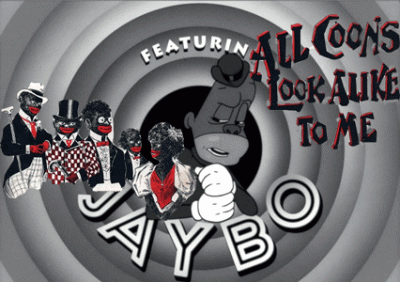 FEATURIN
ALL COONS
LOOK ALIKE
TO ME
JAYBO